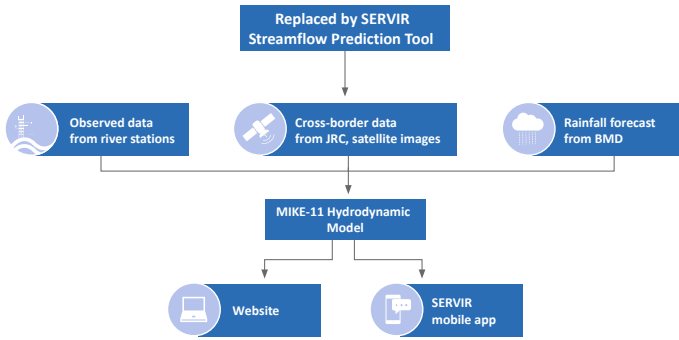 Replaced by SERVIR
Streamflow Prediction Tool
Observed data
from river stations
Cross-border data
from JRC, satellite images
Rainfall forecast
from BMD
MIKE-11 Hydrodynamic
Model
Website
SERVIR
mobile app